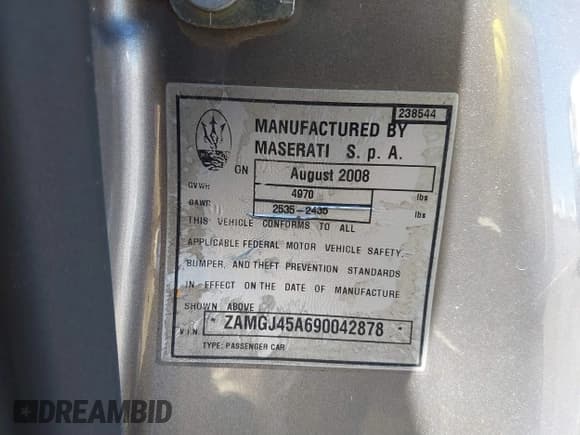 238544
MANUFACTURED BY
MASERATI S. p. A.
ON August 2008
GVWR 4970 lbs
GAWR 2535-2435 lbs
THIS VEHICLE CONFORMS TO ALL
APPLICABLE FEDERAL MOTOR VEHICLE SAFETY,
BUMPER, AND THEFT PREVENTION STANDARDS
IN EFFECT ON THE DATE OF MANUFACTURE
SHOWN ABOVE
V.I.N. * ZAMGJ45A690042878 *
TYPE: PASSENGER CAR
DREAMBID